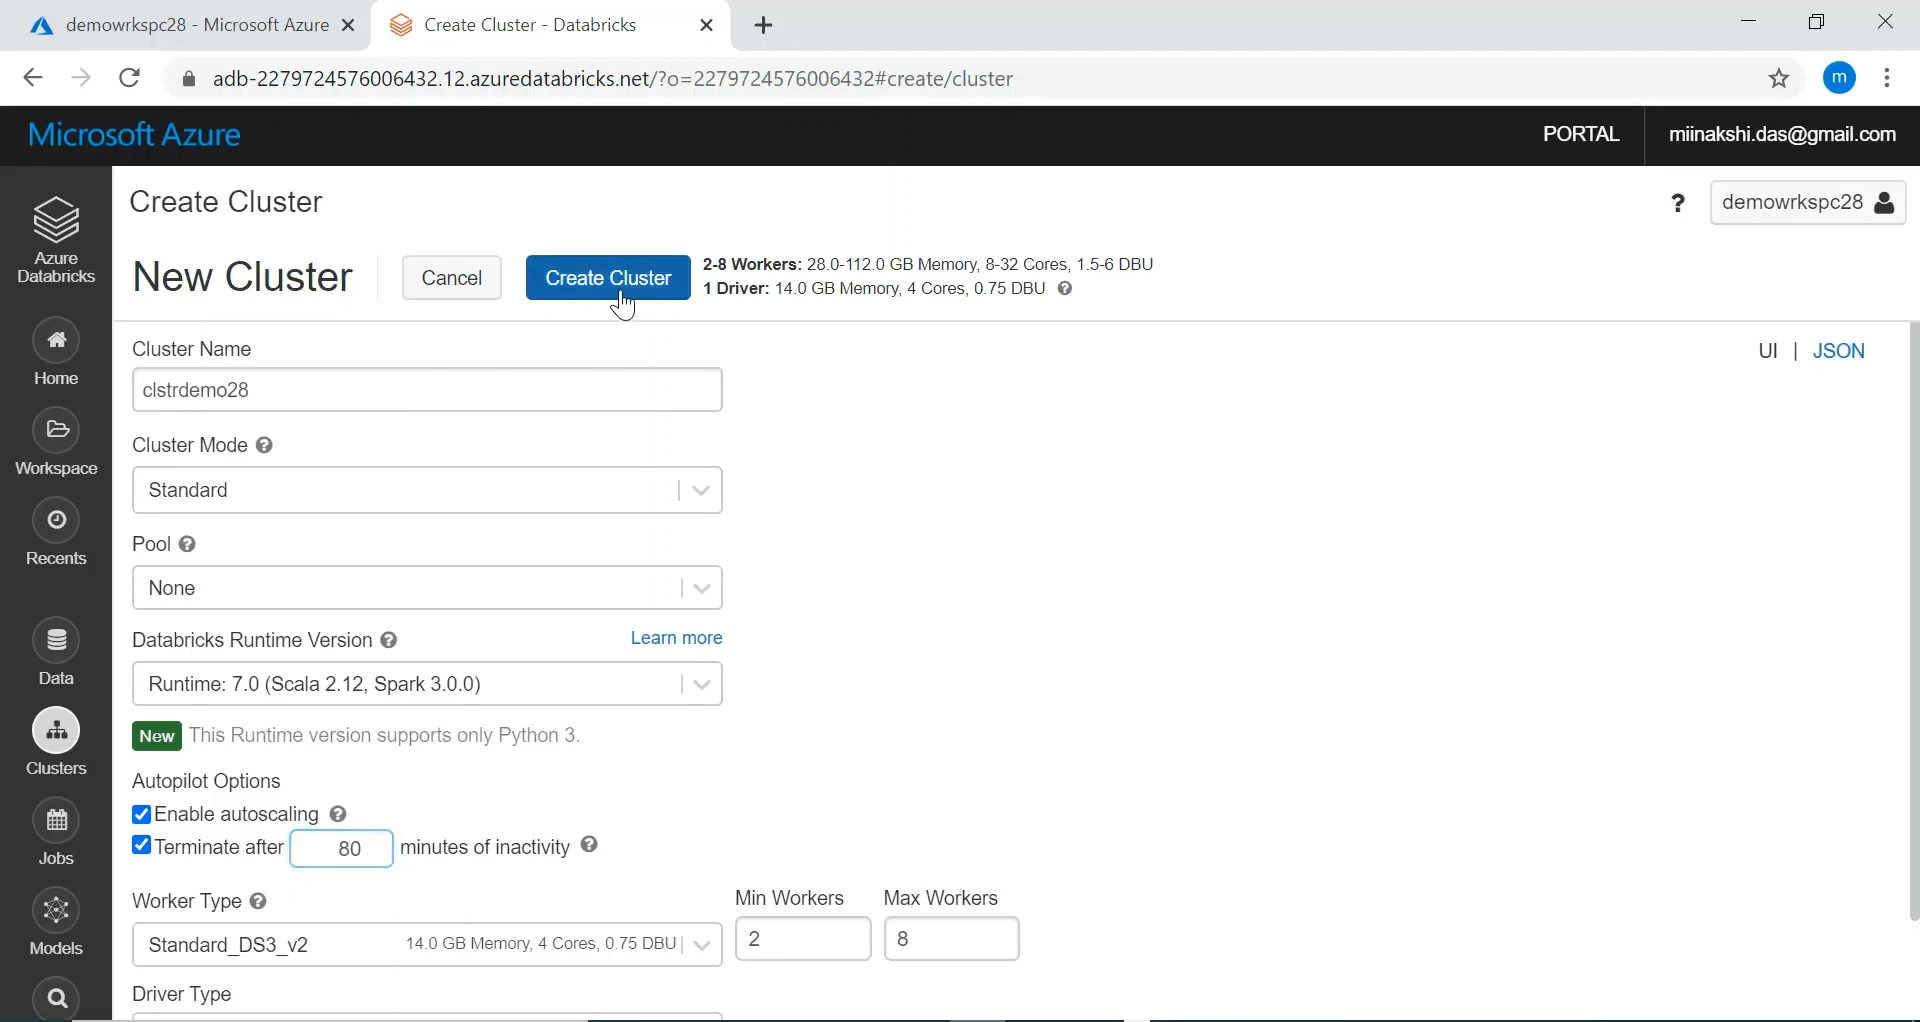 demowrkspc28 - Microsoft Azure
Create Cluster - Databricks
adb-2279724576006432.12.azuredatabricks.net/?o=2279724576006432#create/cluster
m
Microsoft Azure
PORTAL
miinakshi.das@gmail.com
Azure
Databricks
Home
Workspace
Recents
Data
Clusters
Jobs
Models
Create Cluster
?
demowrkspc28
New Cluster
Cancel
Create Cluster
2-8 Workers: 28.0-112.0 GB Memory, 8-32 Cores, 1.5-6 DBU
1 Driver: 14.0 GB Memory, 4 Cores, 0.75 DBU ?
UI | JSON
Cluster Name
clstrdemo28
Cluster Mode ?
Standard
Pool ?
None
Databricks Runtime Version ?
Learn more
Runtime: 7.0 (Scala 2.12, Spark 3.0.0)
New This Runtime version supports only Python 3.
Autopilot Options
Enable autoscaling ?
Terminate after 80 minutes of inactivity ?
Worker Type ?
Min Workers
Max Workers
Standard_DS3_v2
14.0 GB Memory, 4 Cores, 0.75 DBU
2
8
Driver Type